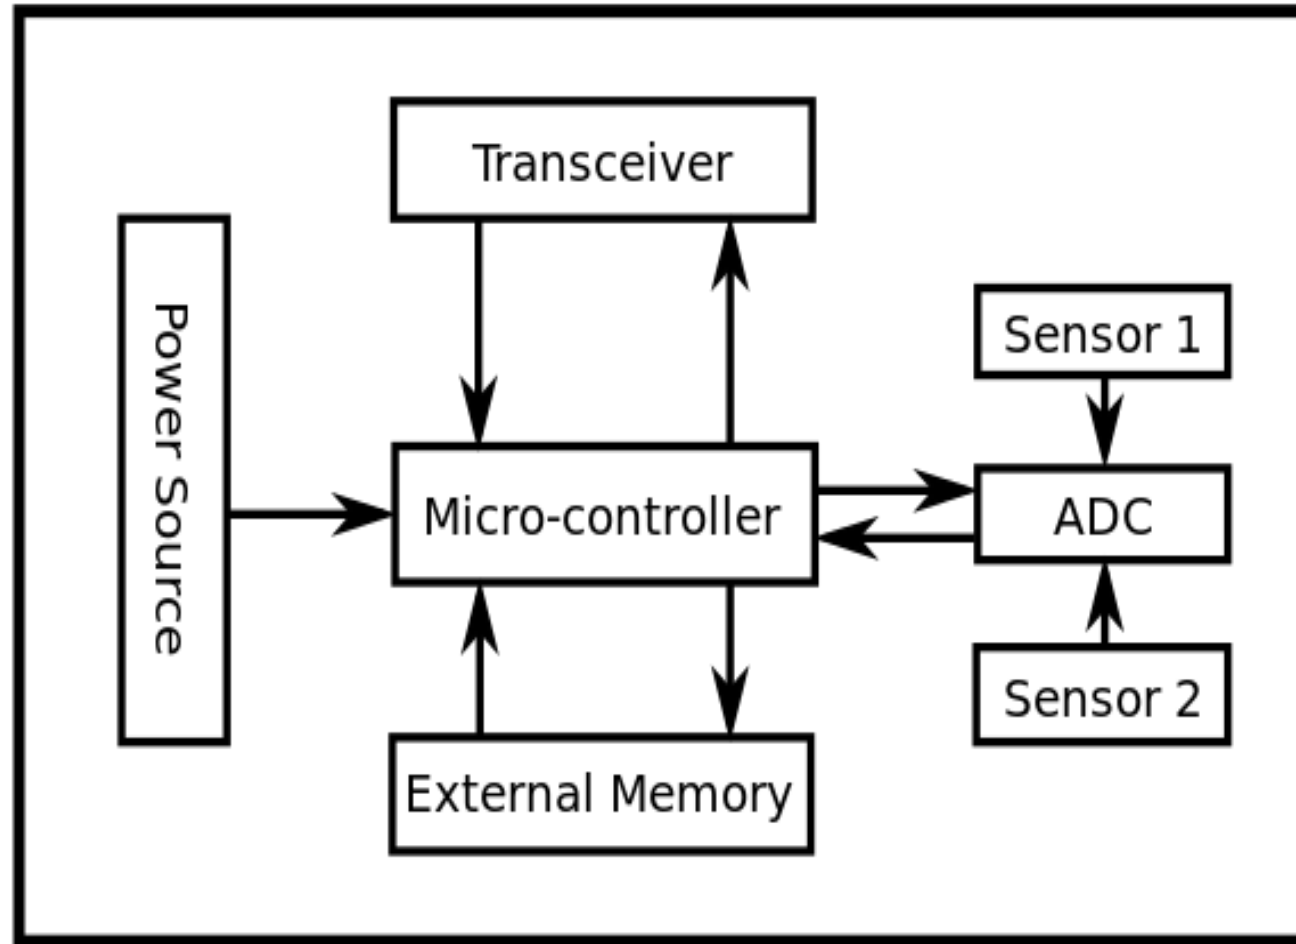 Transceiver
Power Source
Sensor 1
Micro-controller
ADC
Sensor 2
External Memory